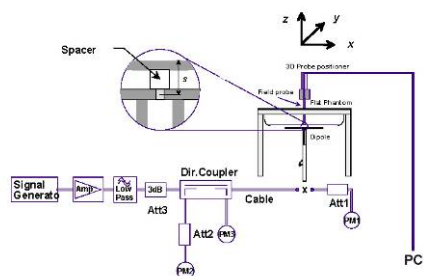 z
y
x
Spacer
s
3D Probe positioner
Field probe
Flat Phantom
Dipole
Signal
Generato
Amp
Low
Pass
3dB
Att3
Dir.Coupler
Cable
x
Att1
PM1
Att2
PM3
PM2
PC